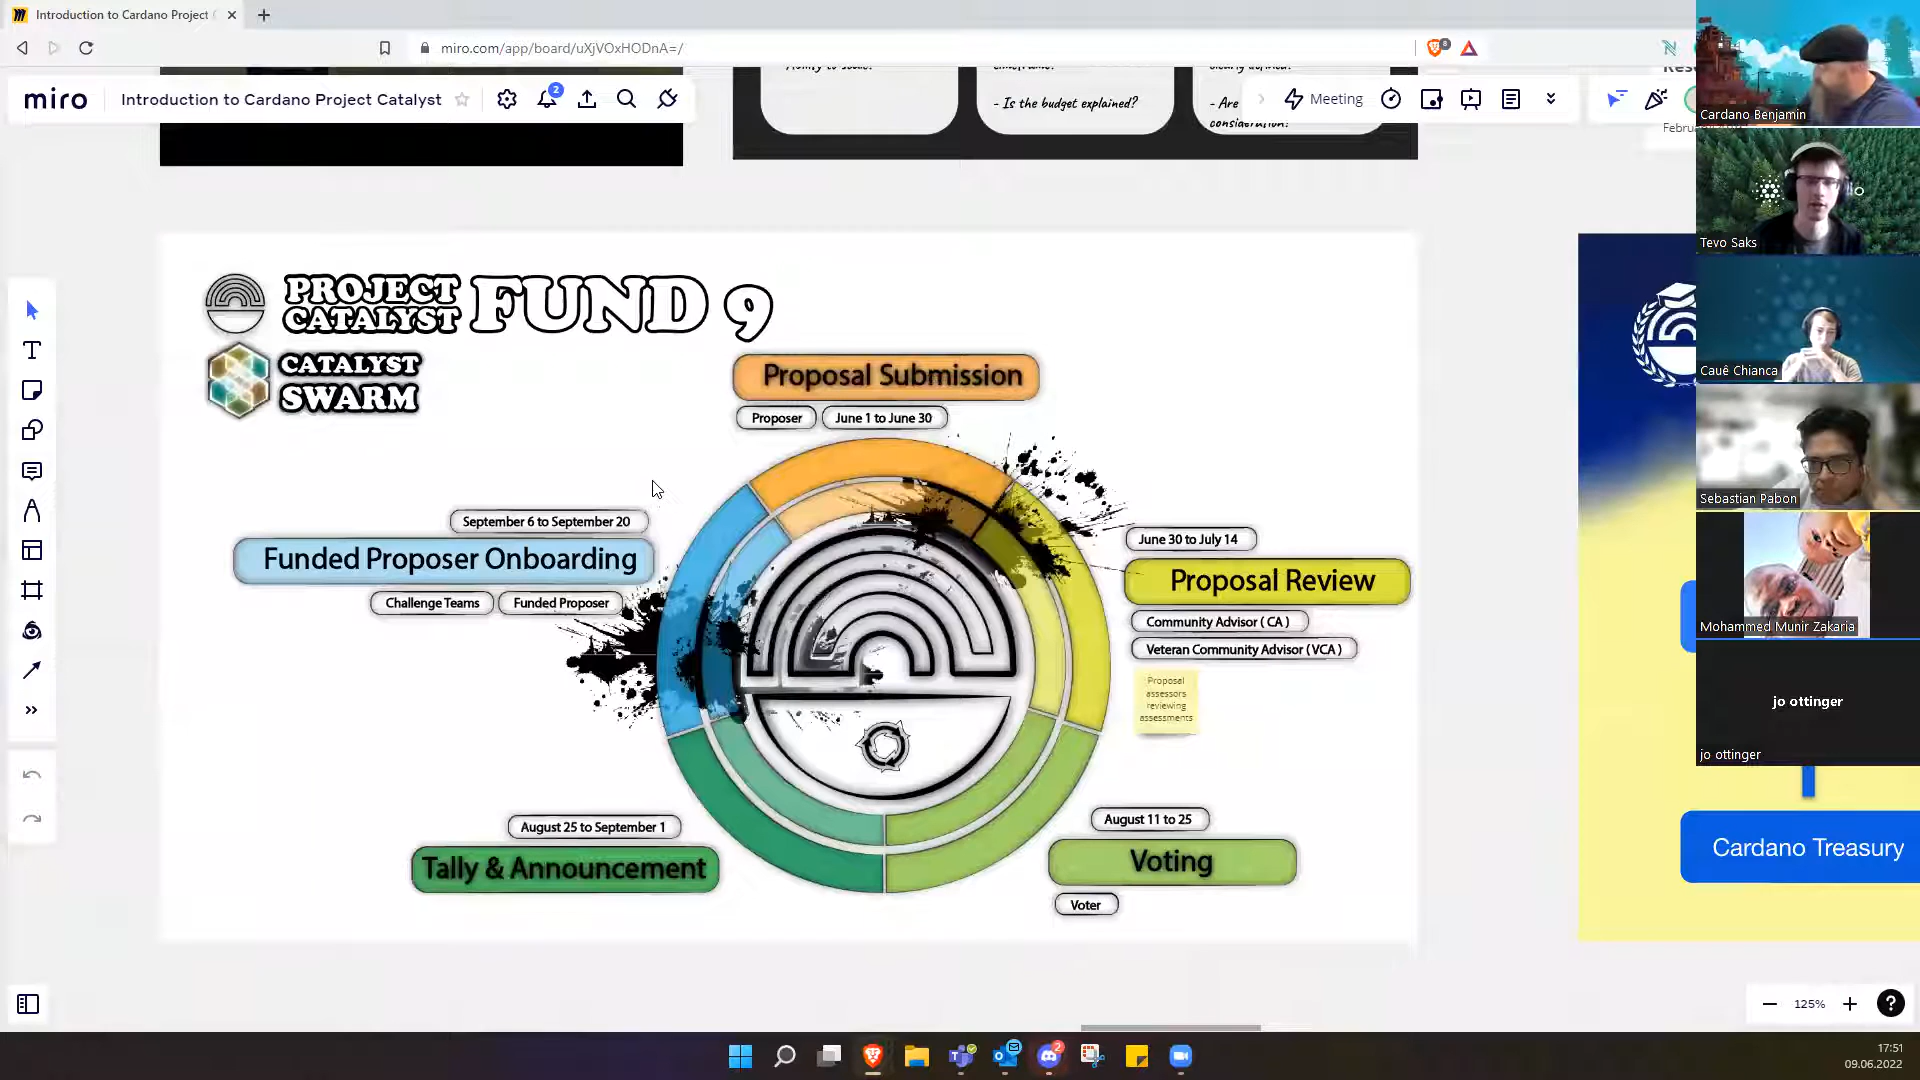 Introduction to Cardano Project
miro.com/app/board/uXjVOxHODnA=/
miro
Introduction to Cardano Project Catalyst
2
Meeting
- Is the budget explained?
- Are
consideration?
PROJECT
CATALYST
FUND 9
CATALYST
SWARM
Proposal Submission
Proposer
June 1 to June 30
September 6 to September 20
Funded Proposer Onboarding
Challenge Teams
Funded Proposer
June 30 to July 14
Proposal Review
Community Advisor ( CA )
Veteran Community Advisor ( VCA )
Proposal
assessors
reviewing
assessments
August 25 to September 1
Tally & Announcement
August 11 to 25
Voting
Voter
Cardano Treasury
Cardano Benjamin
Tevo Saks
Cauê Chianca
Sebastian Pabon
Mohammed Munir Zakaria
jo ottinger
jo ottinger
125%
17:51
09.06.2022